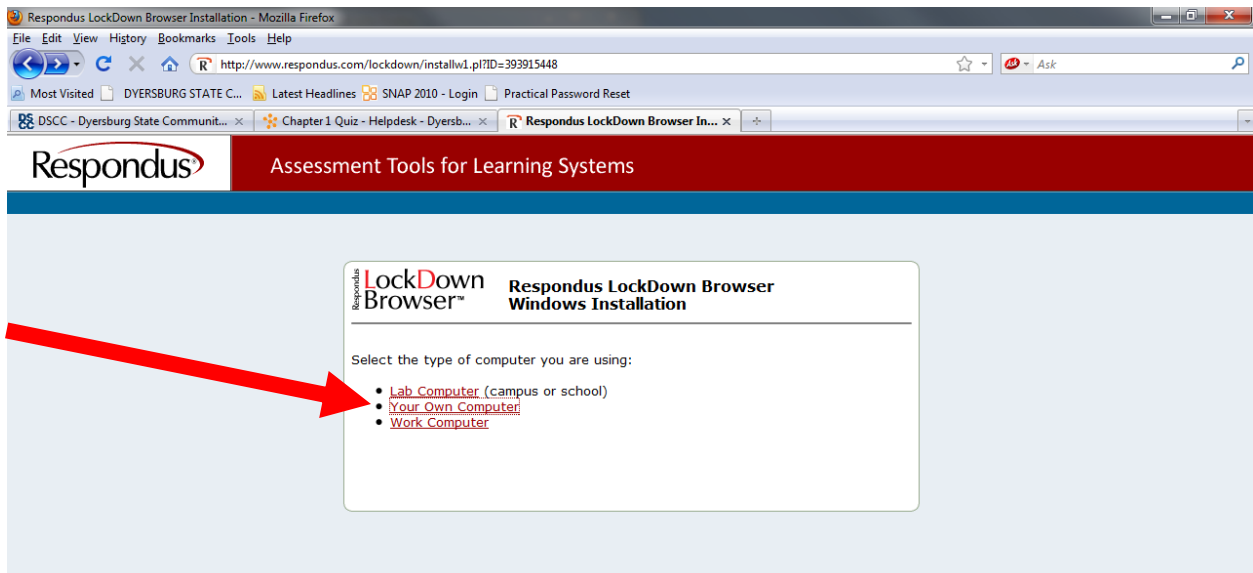 Respondus LockDown Browser Installation - Mozilla Firefox
File Edit View History Bookmarks Tools Help
R http://www.respondus.com/lockdown/installw1.pl?ID=393915448 Ask
Most Visited DYERSBURG STATE C... Latest Headlines SNAP 2010 - Login Practical Password Reset
DSCC DSCC - Dyersburg State Communit... Chapter 1 Quiz - Helpdesk - Dyersb... R Respondus LockDown Browser In...
Respondus Assessment Tools for Learning Systems
Respondus LockDown Browser™
Respondus LockDown Browser
Windows Installation
Select the type of computer you are using:
• Lab Computer (campus or school)
• Your Own Computer
• Work Computer